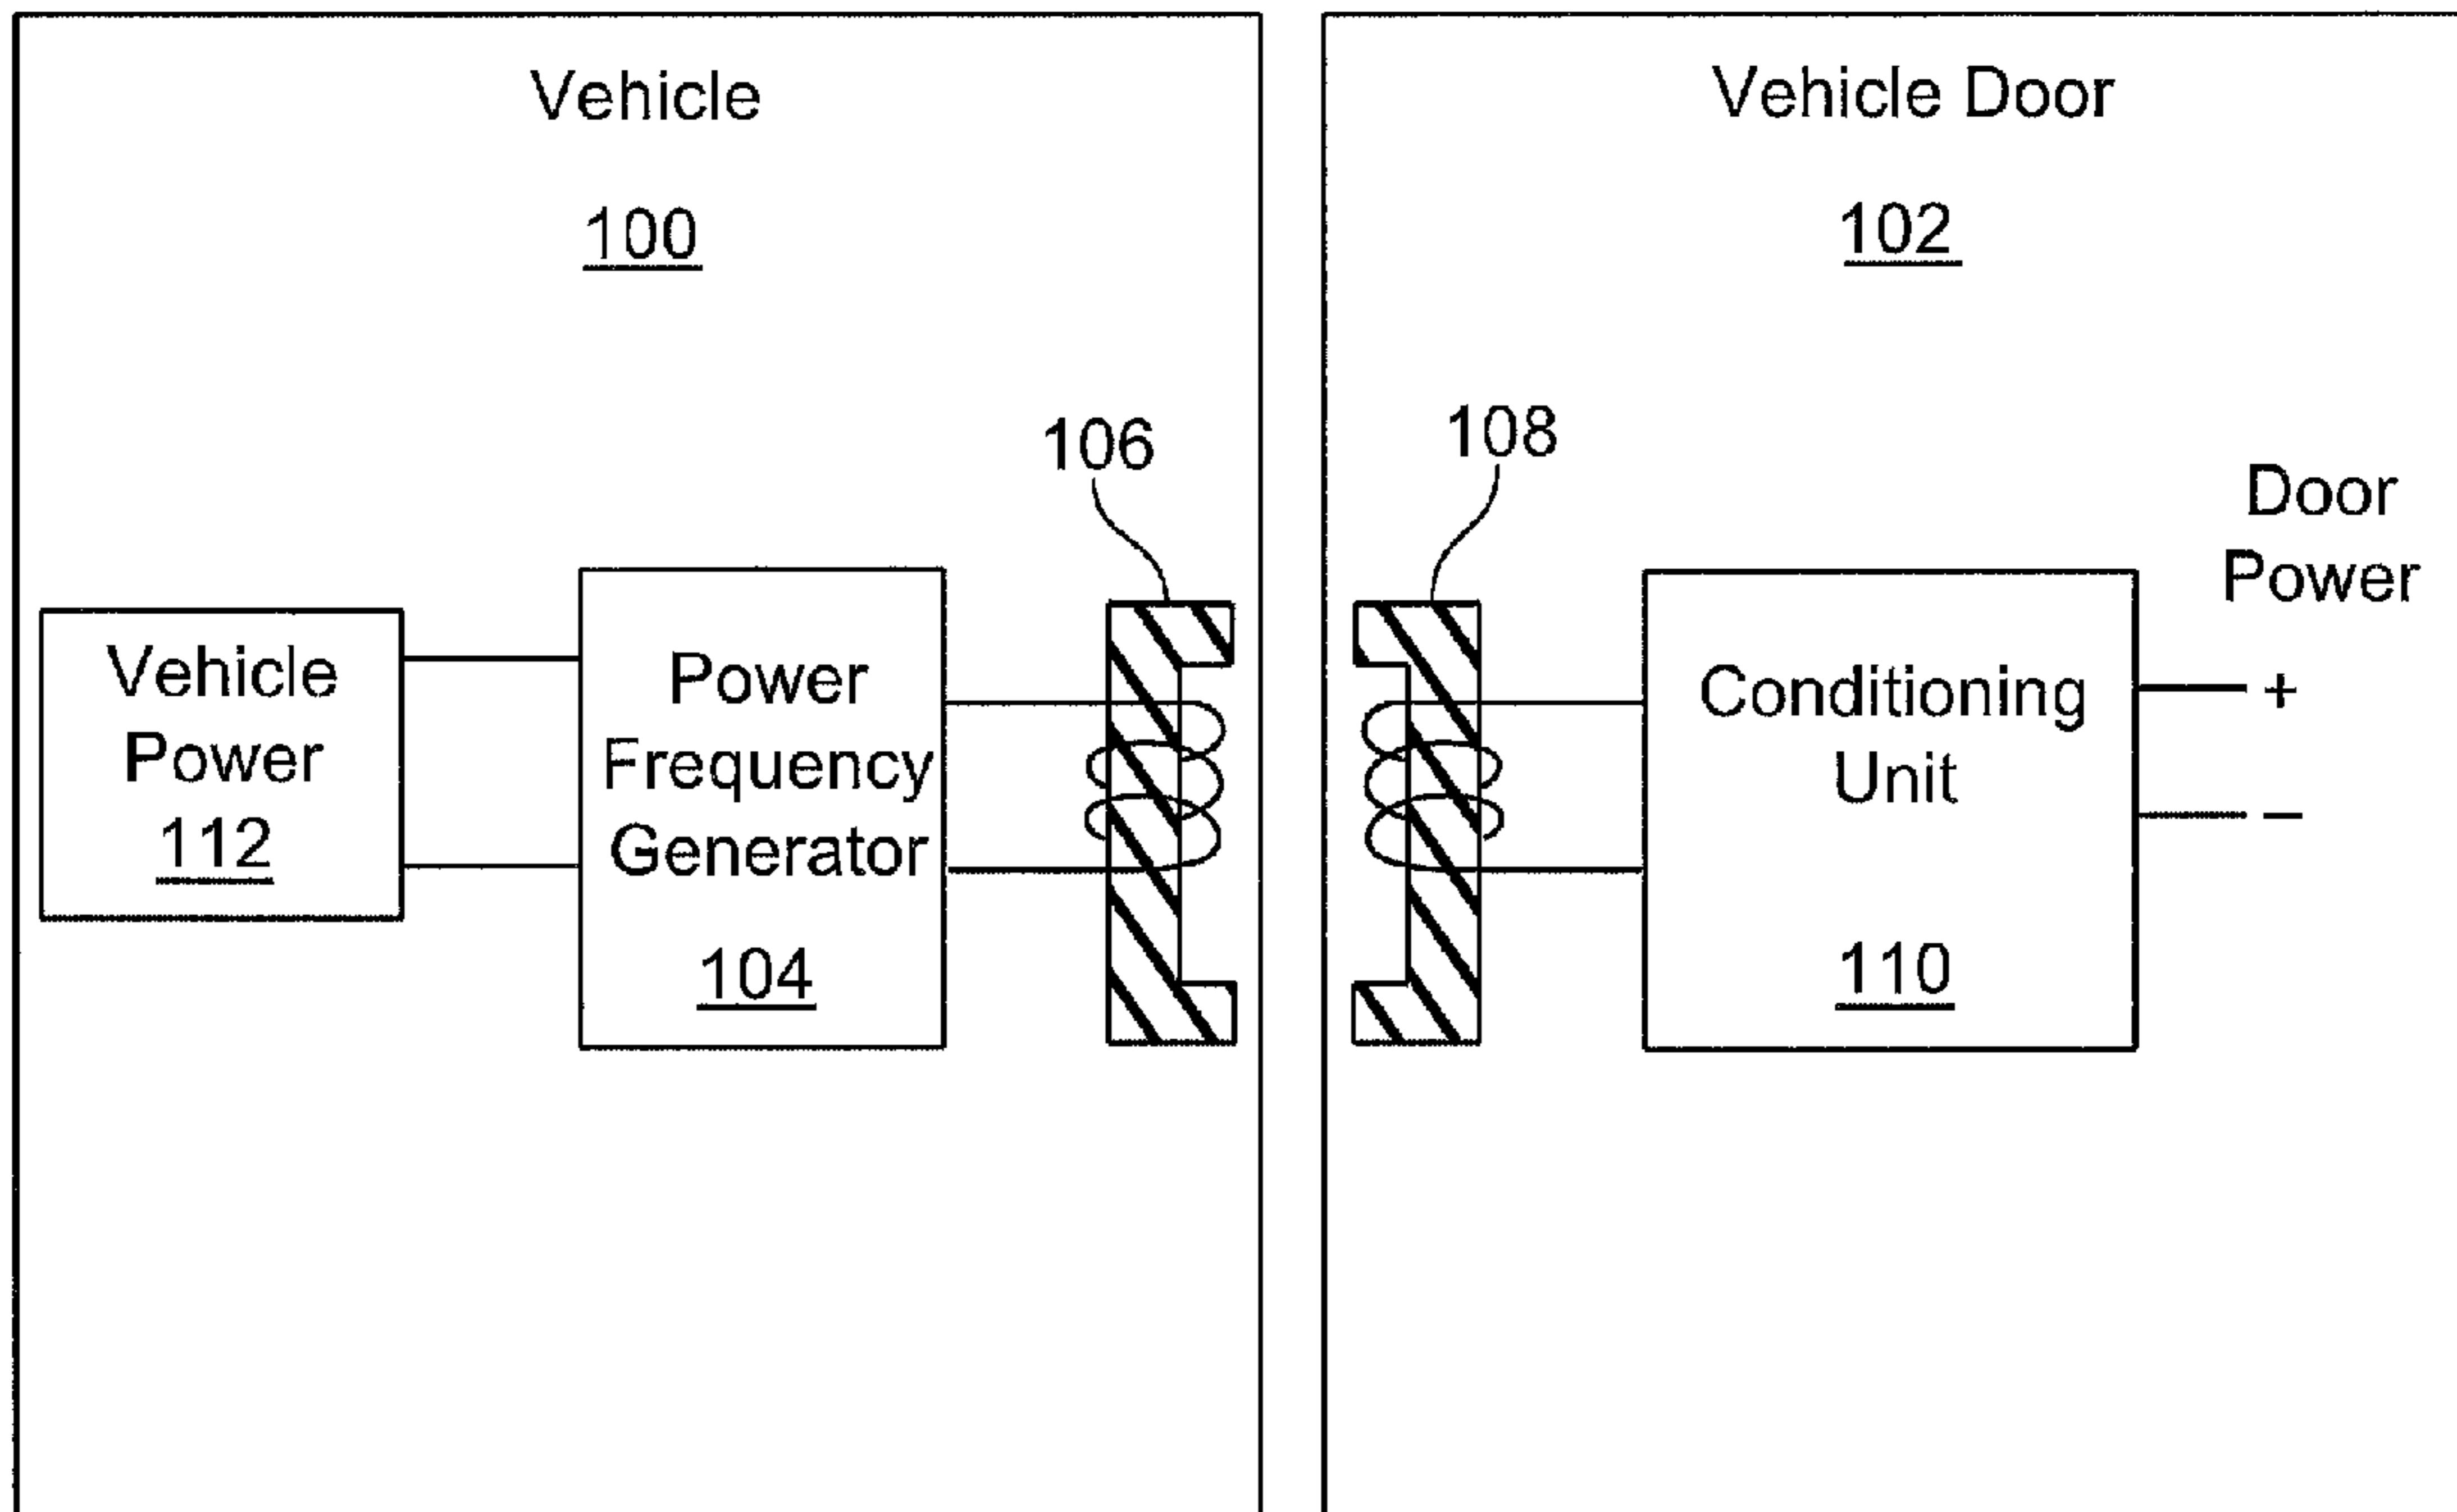 Vehicle
100
Vehicle Door
102
106
108
Door
Power
Vehicle
Power
112
Power
Frequency
Generator
104
Conditioning
Unit
110
+
−